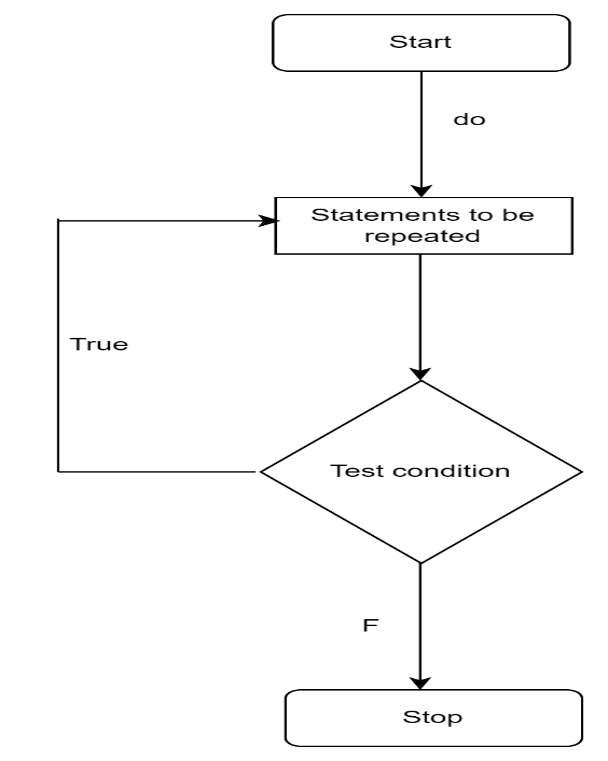 Start
do
Statements to be
repeated
True
Test condition
F
Stop